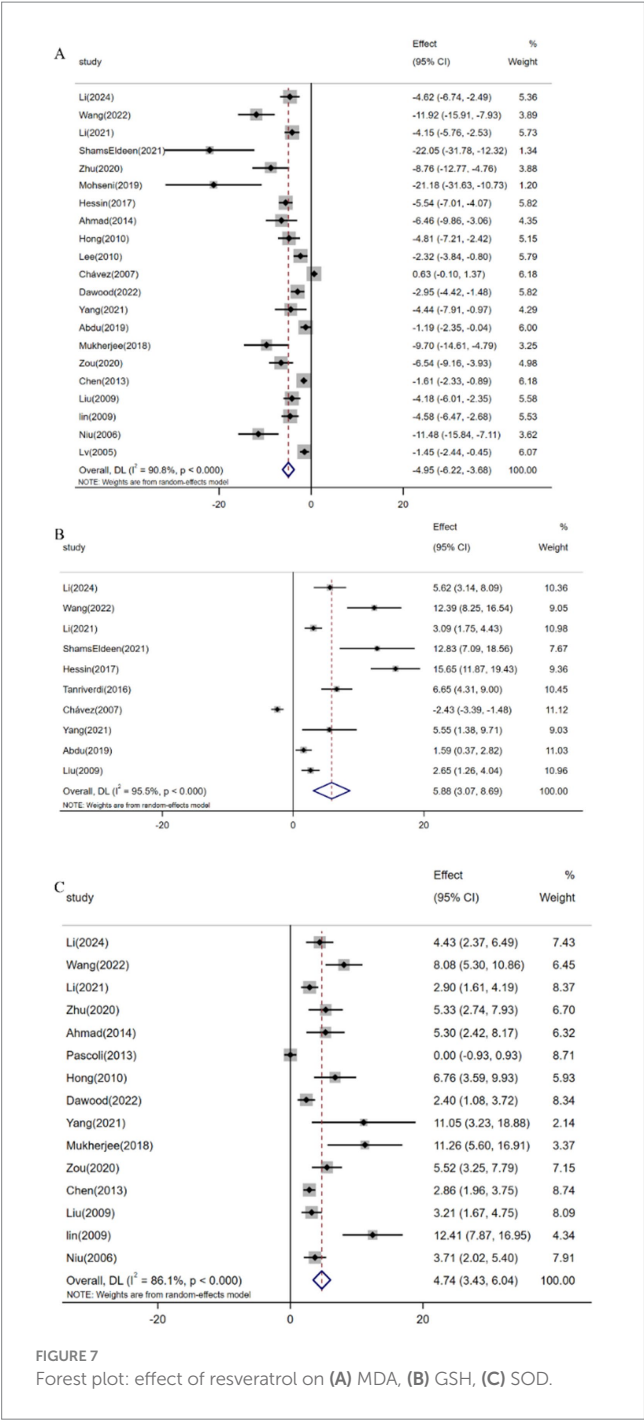 A
Effect %
study (95% CI) Weight
Li(2024) -4.62 (-6.74, -2.49) 5.36
Wang(2022) -11.92 (-15.91, -7.93) 3.89
Li(2021) -4.15 (-5.76, -2.53) 5.73
ShamsEldeen(2021) -22.05 (-31.78, -12.32) 1.34
Zhu(2020) -8.76 (-12.77, -4.76) 3.88
Mohseni(2019) -21.18 (-31.63, -10.73) 1.20
Hessin(2017) -5.54 (-7.01, -4.07) 5.82
Ahmad(2014) -6.46 (-9.86, -3.06) 4.35
Hong(2010) -4.81 (-7.21, -2.42) 5.15
Lee(2010) -2.32 (-3.84, -0.80) 5.79
Chávez(2007) 0.63 (-0.10, 1.37) 6.18
Dawood(2022) -2.95 (-4.42, -1.48) 5.82
Yang(2021) -4.44 (-7.91, -0.97) 4.29
Abdu(2019) -1.19 (-2.35, -0.04) 6.00
Mukherjee(2018) -9.70 (-14.61, -4.79) 3.25
Zou(2020) -6.54 (-9.16, -3.93) 4.98
Chen(2013) -1.61 (-2.33, -0.89) 6.18
Liu(2009) -4.18 (-6.01, -2.35) 5.58
lin(2009) -4.58 (-6.47, -2.68) 5.53
Niu(2006) -11.48 (-15.84, -7.11) 3.62
Lv(2005) -1.45 (-2.44, -0.45) 6.07
Overall, DL (I² = 90.8%, p < 0.000) -4.95 (-6.22, -3.68) 100.00
NOTE: Weights are from random-effects model
-20 0 20
B
Effect %
study (95% CI) Weight
Li(2024) 5.62 (3.14, 8.09) 10.36
Wang(2022) 12.39 (8.25, 16.54) 9.05
Li(2021) 3.09 (1.75, 4.43) 10.98
ShamsEldeen(2021) 12.83 (7.09, 18.56) 7.67
Hessin(2017) 15.65 (11.87, 19.43) 9.36
Tanriverdi(2016) 6.65 (4.31, 9.00) 10.45
Chávez(2007) -2.43 (-3.39, -1.48) 11.12
Yang(2021) 5.55 (1.38, 9.71) 9.03
Abdu(2019) 1.59 (0.37, 2.82) 11.03
Liu(2009) 2.65 (1.26, 4.04) 10.96
Overall, DL (I² = 95.5%, p < 0.000) 5.88 (3.07, 8.69) 100.00
NOTE: Weights are from random-effects model
-20 0 20
C
Effect %
study (95% CI) Weight
Li(2024) 4.43 (2.37, 6.49) 7.43
Wang(2022) 8.08 (5.30, 10.86) 6.45
Li(2021) 2.90 (1.61, 4.19) 8.37
Zhu(2020) 5.33 (2.74, 7.93) 6.70
Ahmad(2014) 5.30 (2.42, 8.17) 6.32
Pascoli(2013) 0.00 (-0.93, 0.93) 8.71
Hong(2010) 6.76 (3.59, 9.93) 5.93
Dawood(2022) 2.40 (1.08, 3.72) 8.34
Yang(2021) 11.05 (3.23, 18.88) 2.14
Mukherjee(2018) 11.26 (5.60, 16.91) 3.37
Zou(2020) 5.52 (3.25, 7.79) 7.15
Chen(2013) 2.86 (1.96, 3.75) 8.74
Liu(2009) 3.21 (1.67, 4.75) 8.09
lin(2009) 12.41 (7.87, 16.95) 4.34
Niu(2006) 3.71 (2.02, 5.40) 7.91
Overall, DL (I² = 86.1%, p < 0.000) 4.74 (3.43, 6.04) 100.00
NOTE: Weights are from random-effects model
-20 0 20
FIGURE 7
Forest plot: effect of resveratrol on (A) MDA, (B) GSH, (C) SOD.